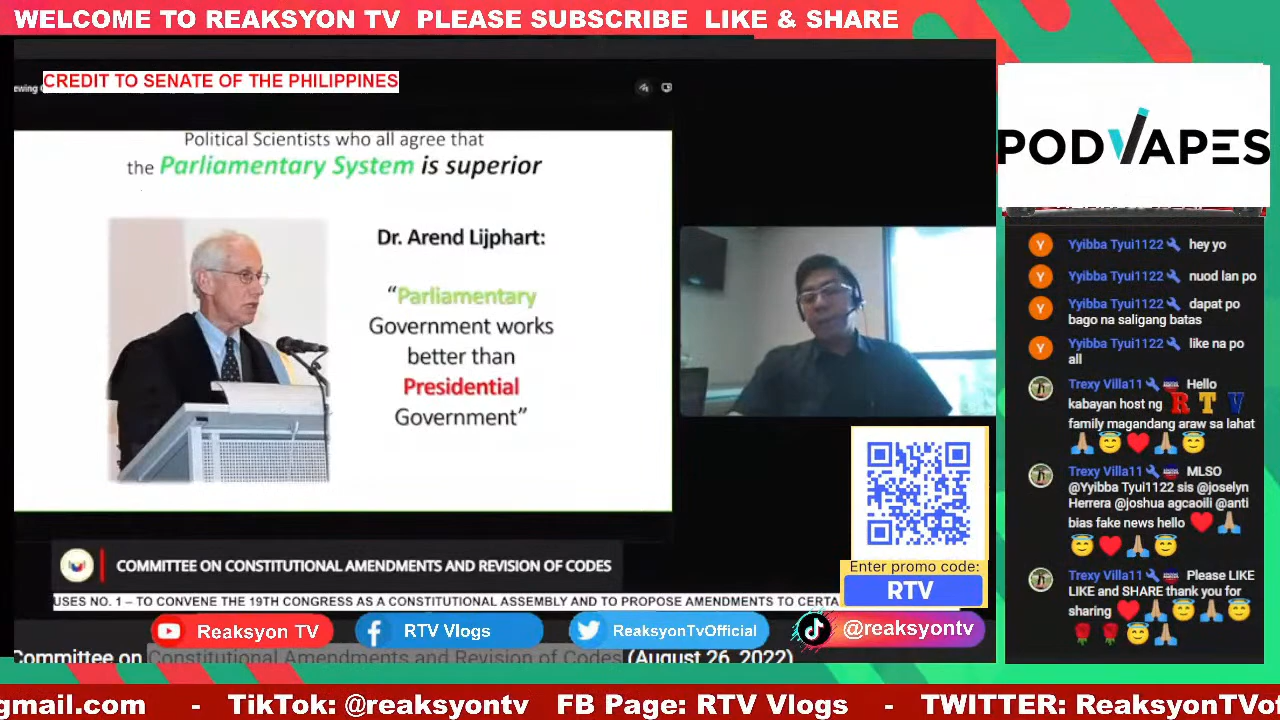 WELCOME TO REAKSYON TV PLEASE SUBSCRIBE LIKE & SHARE
CREDIT TO SENATE OF THE PHILIPPINES
Political Scientists who all agree that
the Parliamentary System is superior
Dr. Arend Lijphart:
“Parliamentary
Government works
better than
Presidential
Government”
PODVAPES
Yyibba Tyui1122 hey yo
Yyibba Tyui1122 nuod lan po
Yyibba Tyui1122 dapat po
bago na saligang batas
Yyibba Tyui1122 like na po
all
Trexy Villa11 Hello
kabayan host ng R T V
family magandang araw sa lahat
Trexy Villa11 MLSO
@Yyibba Tyui1122 sis @joselyn
Herrera @joshua agcaoili @anti
bias fake news hello
Trexy Villa11 Please LIKE
LIKE and SHARE thank you for
sharing
Enter promo code:
RTV
COMMITTEE ON CONSTITUTIONAL AMENDMENTS AND REVISION OF CODES
USES NO. 1 – TO CONVENE THE 19TH CONGRESS AS A CONSTITUTIONAL ASSEMBLY AND TO PROPOSE AMENDMENTS TO CERTA
Reaksyon TV
RTV Vlogs
ReaksyonTvOfficial
@reaksyontv
Committee on Constitutional Amendments and Revision of Codes (August 26, 2022)
gmail.com - TikTok: @reaksyontv FB Page: RTV Vlogs - TWITTER: ReaksyonTVO